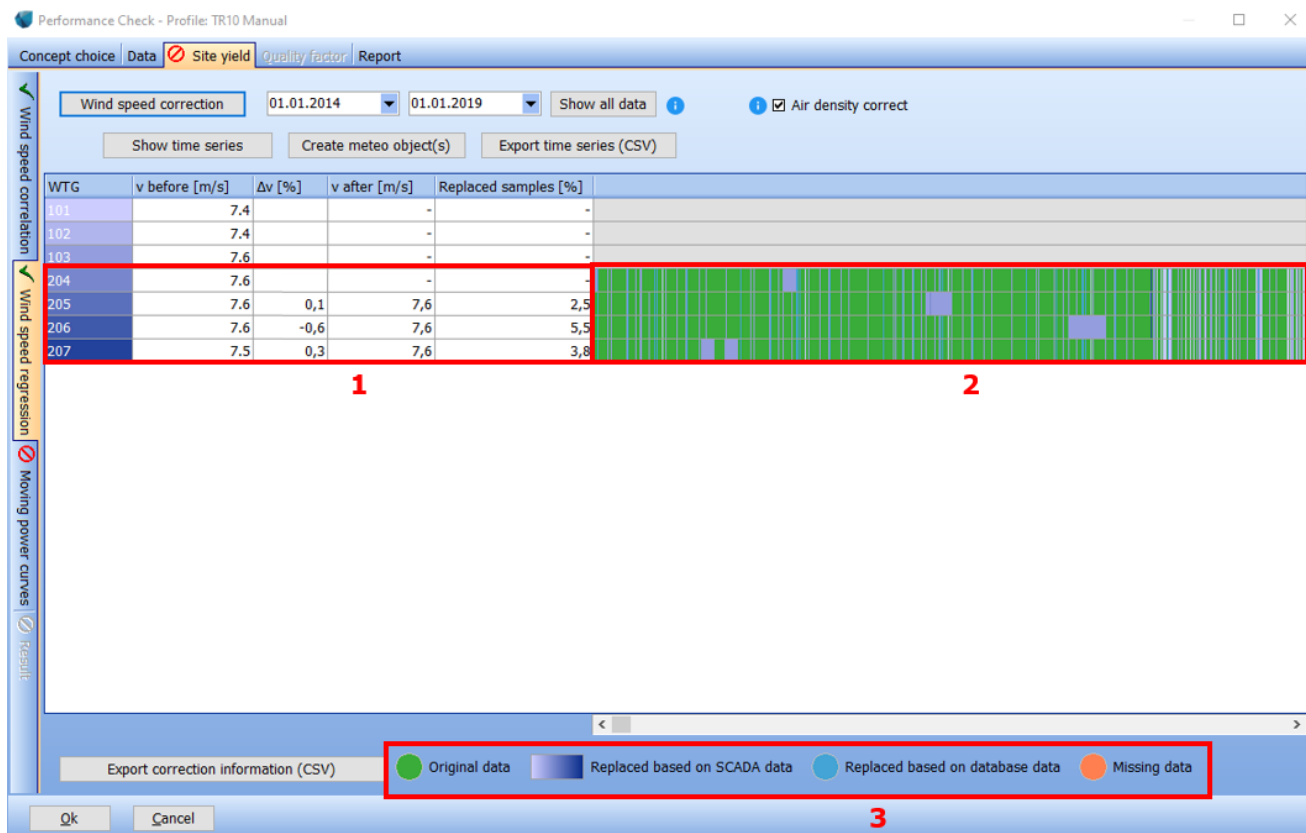 Performance Check - Profile: TR10 Manual
Concept choice Data Site yield Quality factor Report
Wind speed correction 01.01.2014 01.01.2019 Show all data i i Air density correct
Show time series Create meteo object(s) Export time series (CSV)
Wind speed correlation
Wind speed regression
Moving power curves
Result
WTG v before [m/s] Δv [%] v after [m/s] Replaced samples [%]
101 7.4 - -
102 7.4 - -
103 7.6 - -
204 7.6 - -
205 7.6 0,1 7,6 2,5
206 7.6 -0,6 7,6 5,5
207 7.5 0,3 7,6 3,8
1 2
Export correction information (CSV) Original data Replaced based on SCADA data Replaced based on database data Missing data
Ok Cancel 3